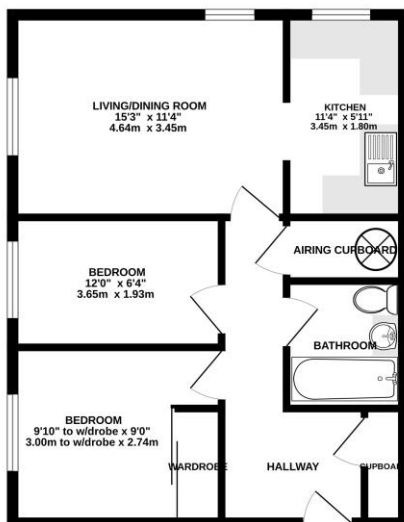 LIVING/DINING ROOM
15'3" x 11'4"
4.64m x 3.45m
KITCHEN
11'4" x 5'11"
3.45m x 1.80m
AIRING CUPBOARD
BEDROOM
12'0" x 6'4"
3.65m x 1.93m
BATHROOM
BEDROOM
9'10" to w/drobe x 9'0"
3.00m to w/drobe x 2.74m
WARDROBE
HALLWAY
CUPBOARD